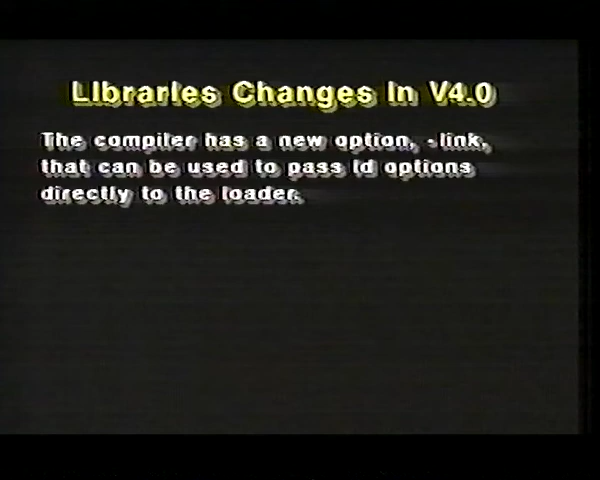 Libraries Changes in V4.0
The compiler has a new option, -link,
that can be used to pass ld options
directly to the loader.